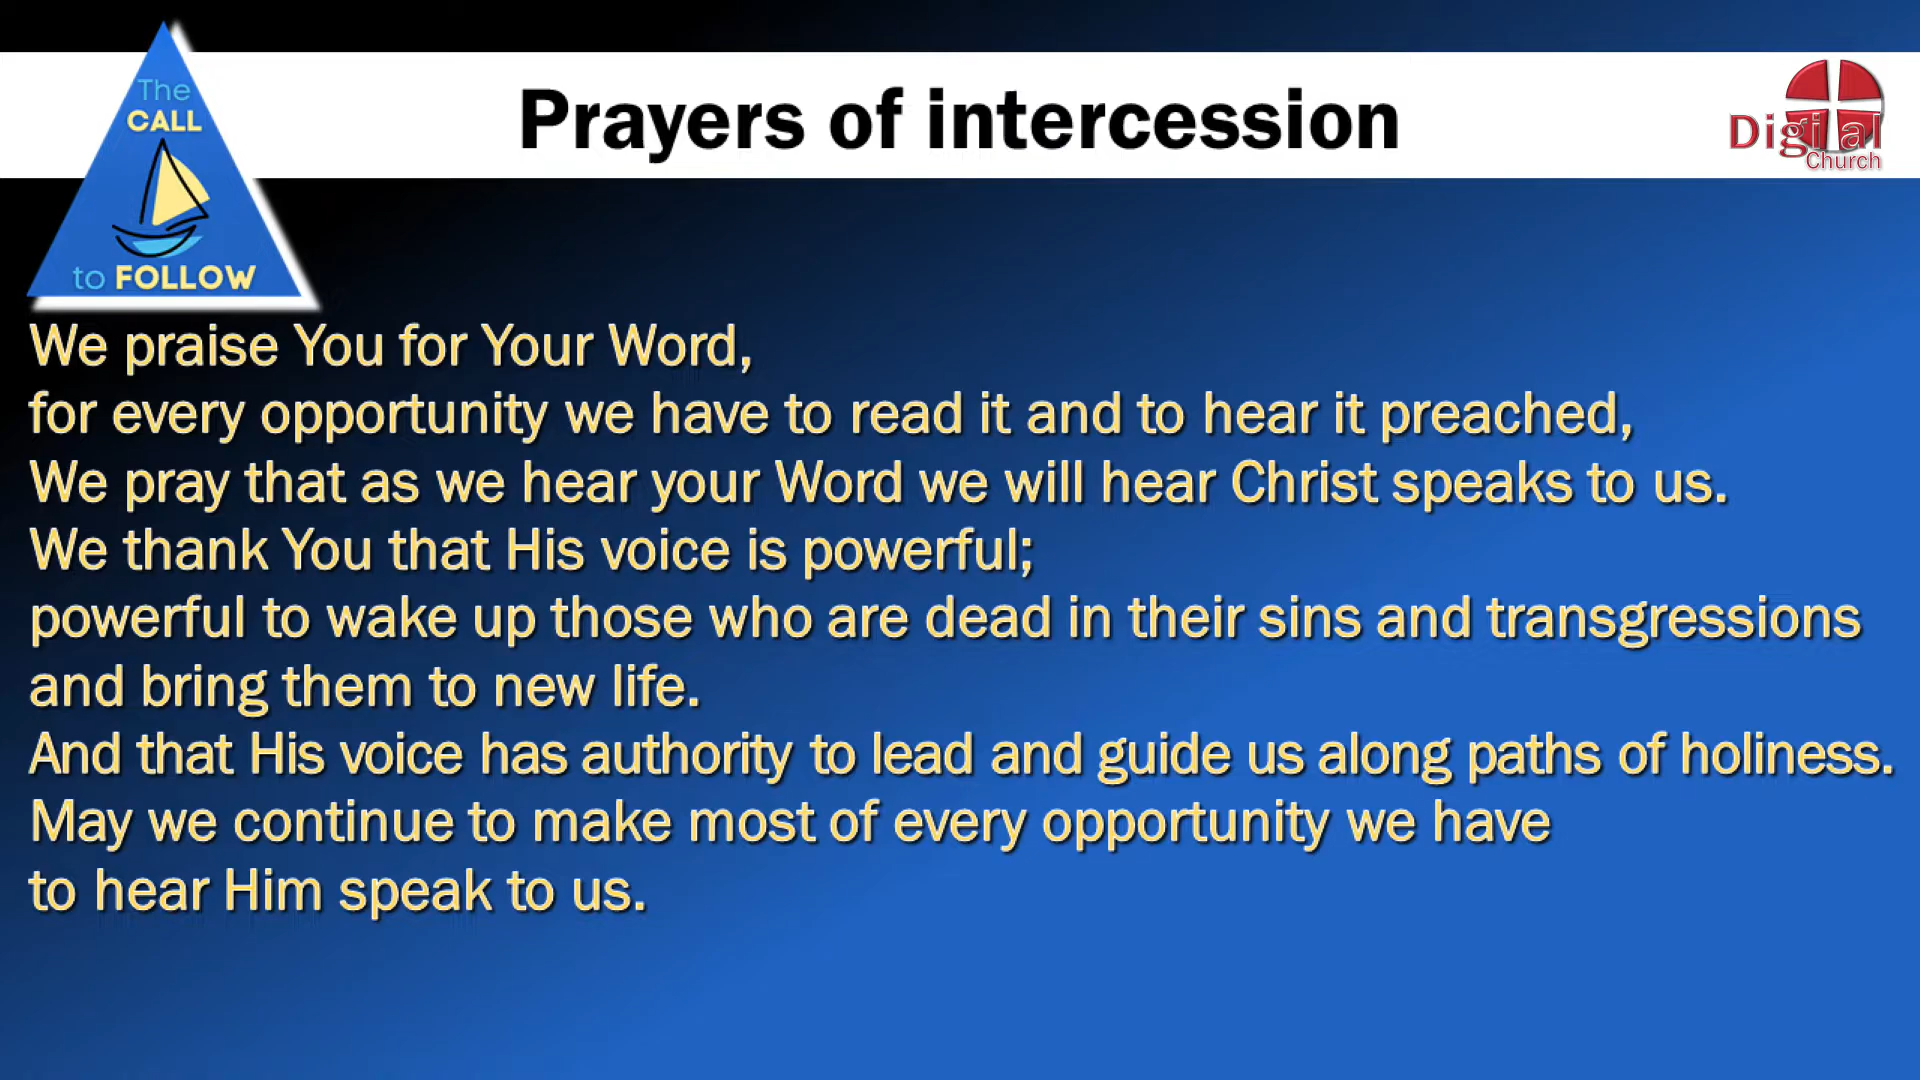 The
CALL
to FOLLOW
Prayers of intercession
Digital
Church
We praise You for Your Word,
for every opportunity we have to read it and to hear it preached,
We pray that as we hear your Word we will hear Christ speaks to us.
We thank You that His voice is powerful;
powerful to wake up those who are dead in their sins and transgressions
and bring them to new life.
And that His voice has authority to lead and guide us along paths of holiness.
May we continue to make most of every opportunity we have
to hear Him speak to us.